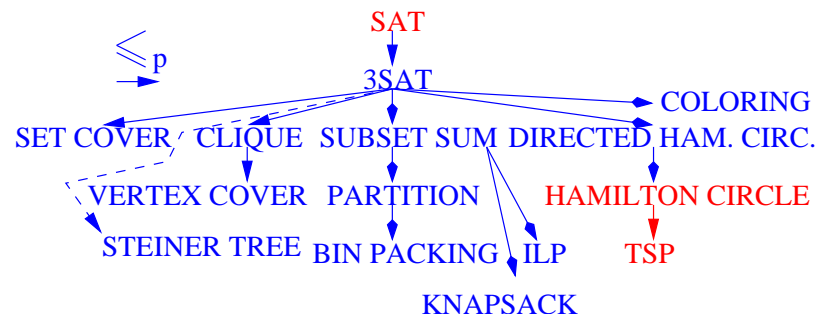 SAT
≤p
3SAT
COLORING
SET COVER CLIQUE SUBSET SUM DIRECTED HAM. CIRC.
VERTEX COVER PARTITION HAMILTON CIRCLE
STEINER TREE BIN PACKING ILP TSP
KNAPSACK